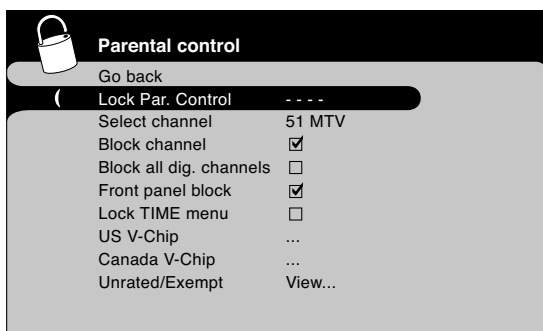 Parental control
Go back
Lock Par. Control - - - -
Select channel 51 MTV
Block channel ☑
Block all dig. channels ☐
Front panel block ☑
Lock TIME menu ☐
US V-Chip ...
Canada V-Chip ...
Unrated/Exempt View...